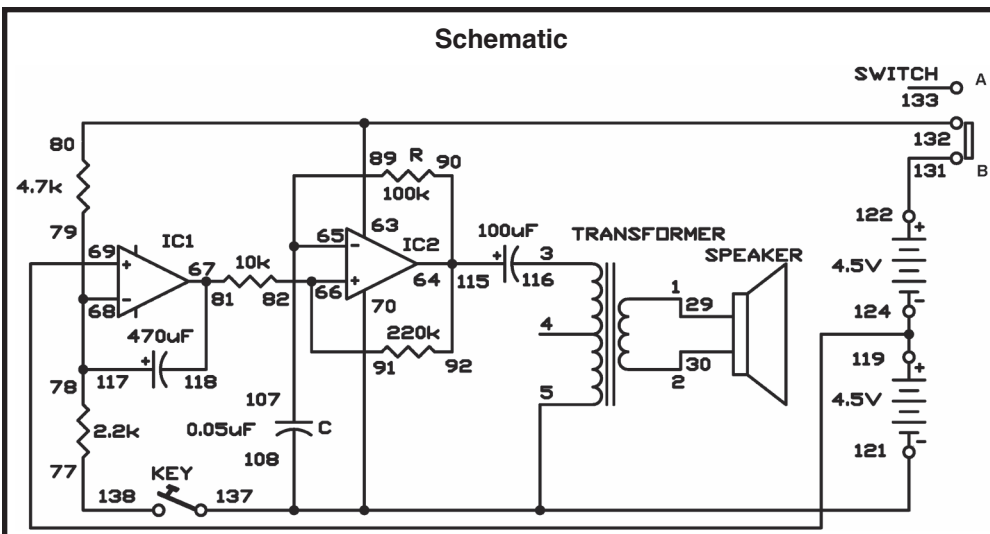 Schematic
SWITCH A
133
132
131
B
80
4.7k
79
89 R 90
100k
63
65
IC2
64
66
70
220k
91 92
69
IC1
67
68
10k
81 82
470uF
117 118
78
2.2k
77
KEY
138 137
107
0.05uF C
108
100uF
115 116
3
4
5
TRANSFORMER
1
29
30
2
SPEAKER
122
+
4.5V
-
124
119
+
4.5V
-
121